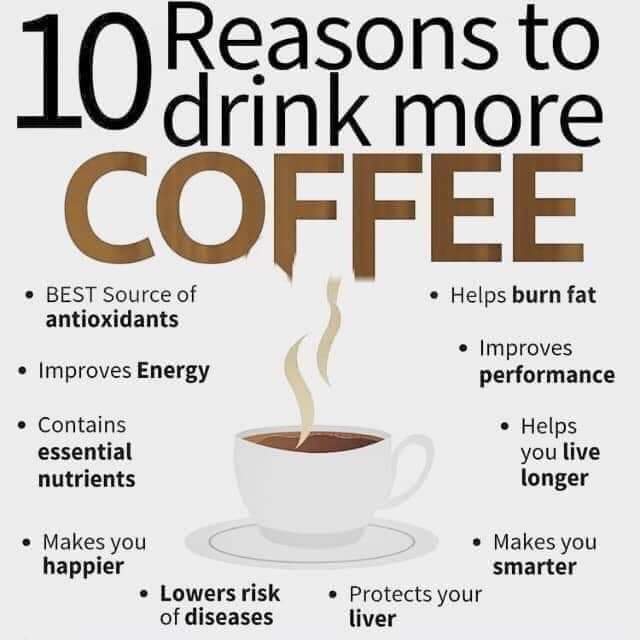 10 Reasons to
drink more
COFFEE
• BEST Source of
antioxidants
• Improves Energy
• Contains
essential
nutrients
• Makes you
happier
• Lowers risk
of diseases
• Helps burn fat
• Improves
performance
• Helps
you live
longer
• Makes you
smarter
• Protects your
liver